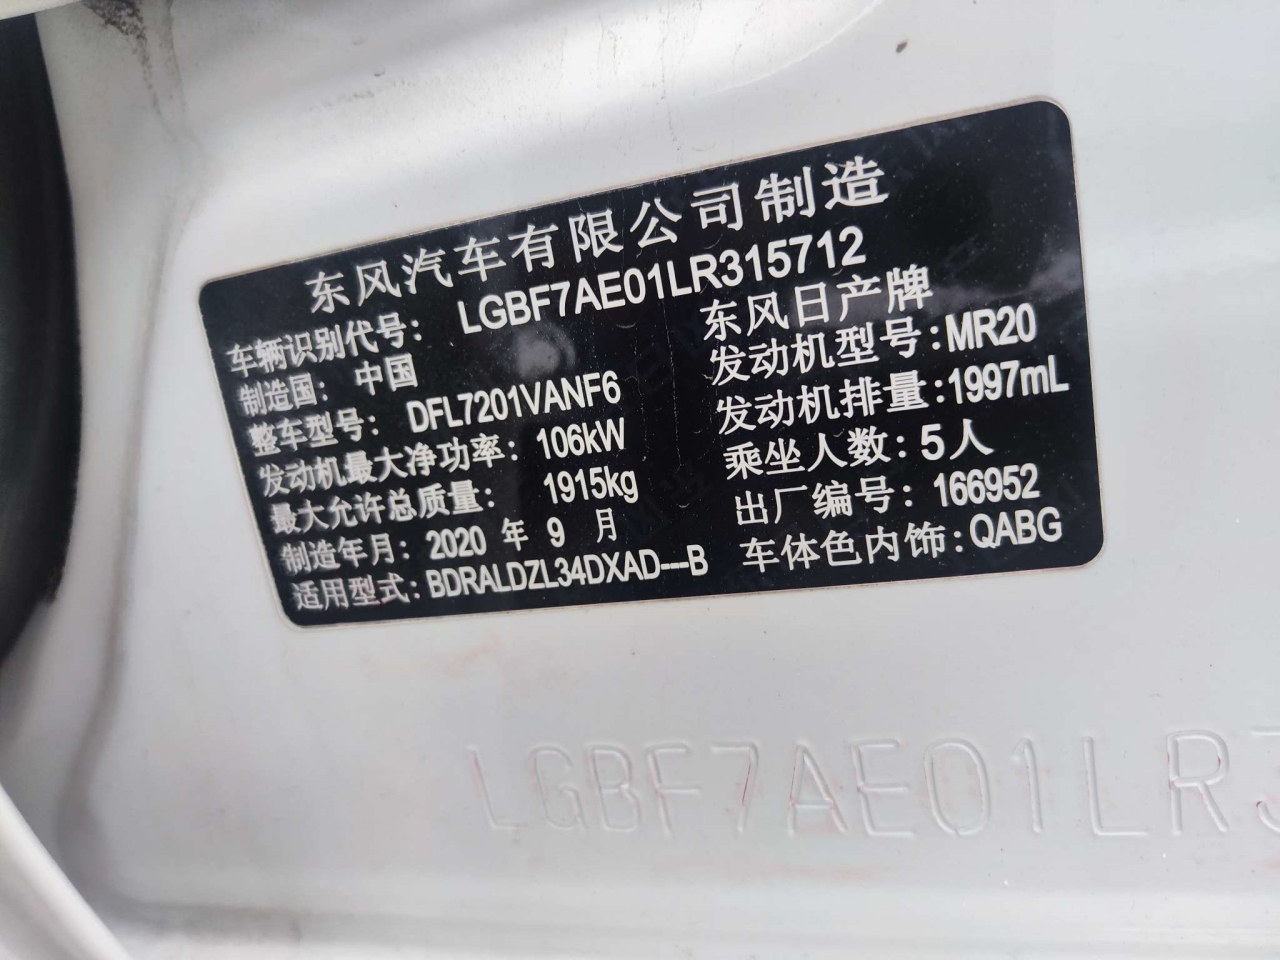 东风汽车有限公司制造
车辆识别代号: LGBF7AE01LR315712
制造国: 中国 东风日产牌
整车型号: DFL7201VANF6 发动机型号: MR20
发动机最大净功率: 106kW 发动机排量: 1997mL
最大允许总质量: 1915kg 乘坐人数: 5人
制造年月: 2020 年 9 月 出厂编号: 166952
适用型式: BDRALDZL34DXAD---B 车体色内饰: QABG
LGBF7AE01LR3